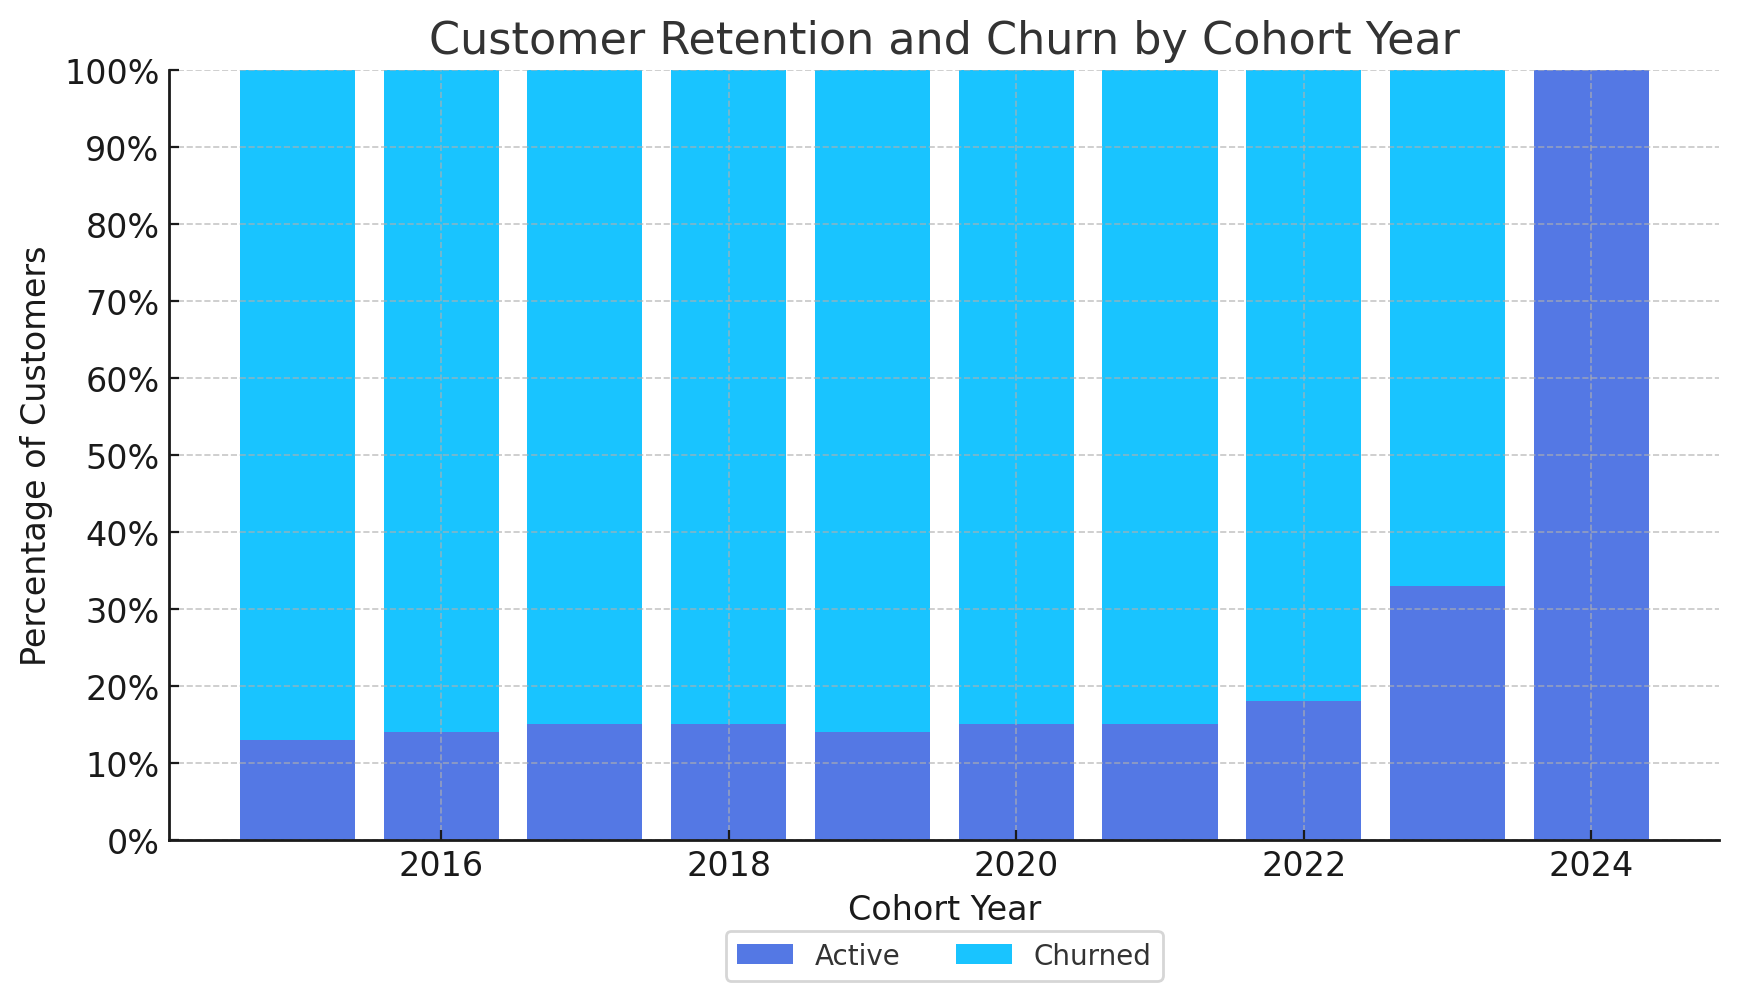 Customer Retention and Churn by Cohort Year
Percentage of Customers
100%
90%
80%
70%
60%
50%
40%
30%
20%
10%
0%
2016 2018 2020 2022 2024
Cohort Year
Active Churned